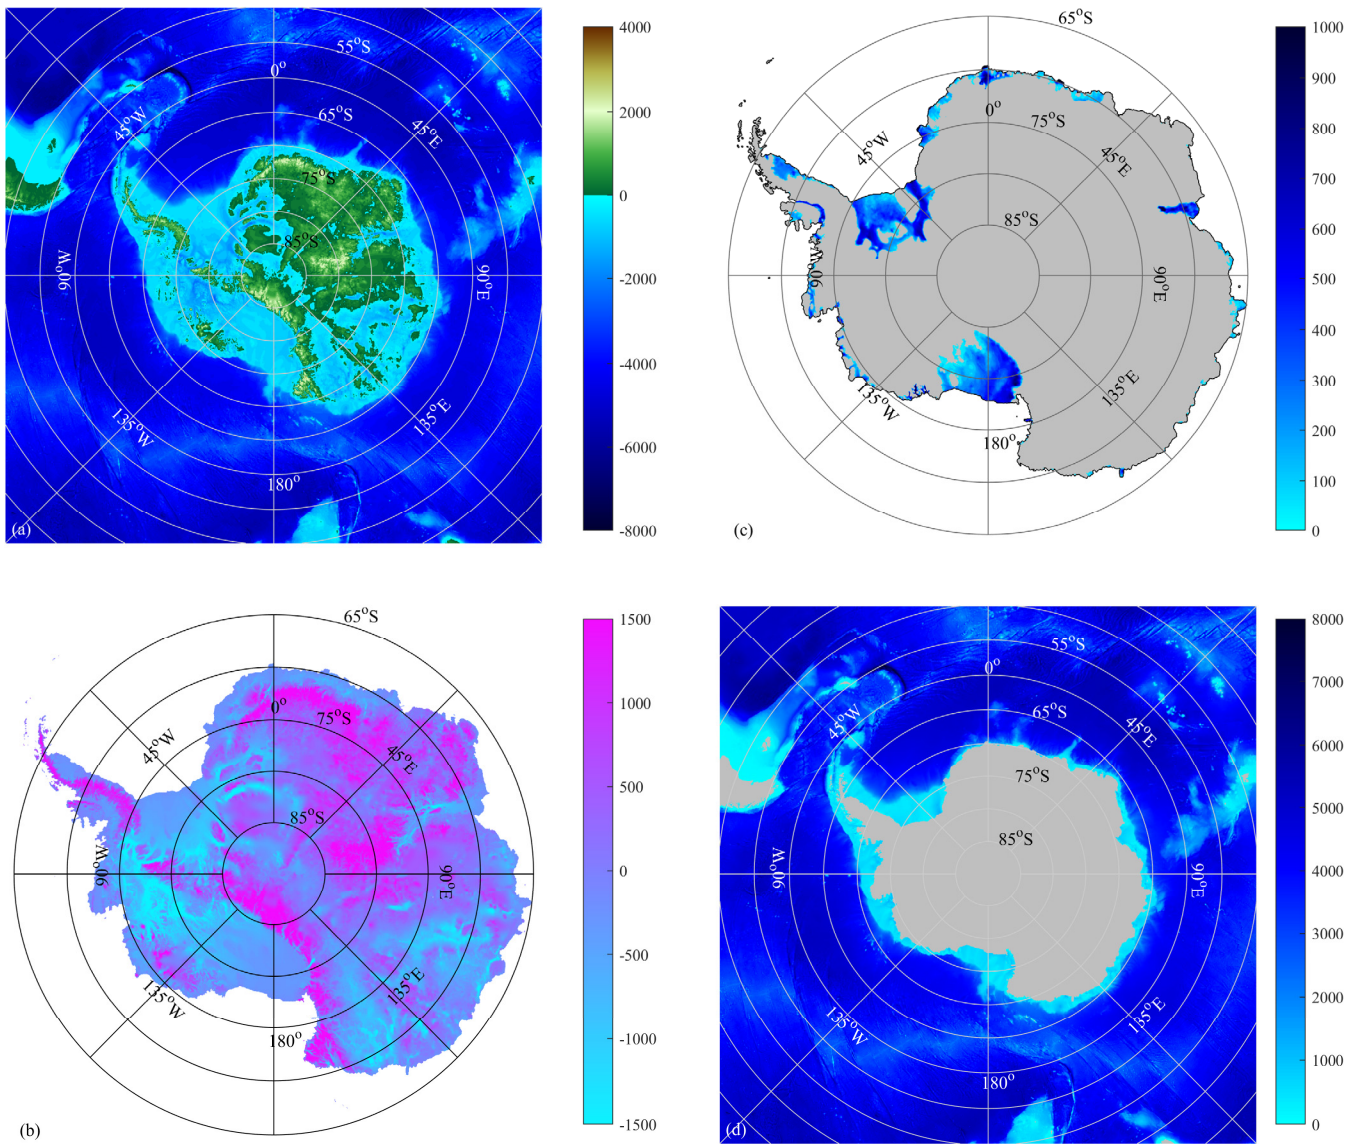 4000
2000
0
-2000
-4000
-6000
-8000
55°S
0°
65°S
45°W
45°E
75°S
85°S
90°W
90°E
135°W
135°E
180°
(a)
65°S
1000
900
800
700
600
500
400
300
200
100
0
0°
75°S
45°W
45°E
85°S
90°W
90°E
135°W
135°E
180°
(c)
65°S
1500
1000
500
0
-500
-1000
-1500
0°
75°S
45°W
45°E
85°S
90°W
90°E
135°W
135°E
180°
(b)
8000
7000
6000
5000
4000
3000
2000
1000
0
55°S
0°
65°S
45°W
45°E
75°S
85°S
90°W
90°E
135°W
135°E
180°
(d)